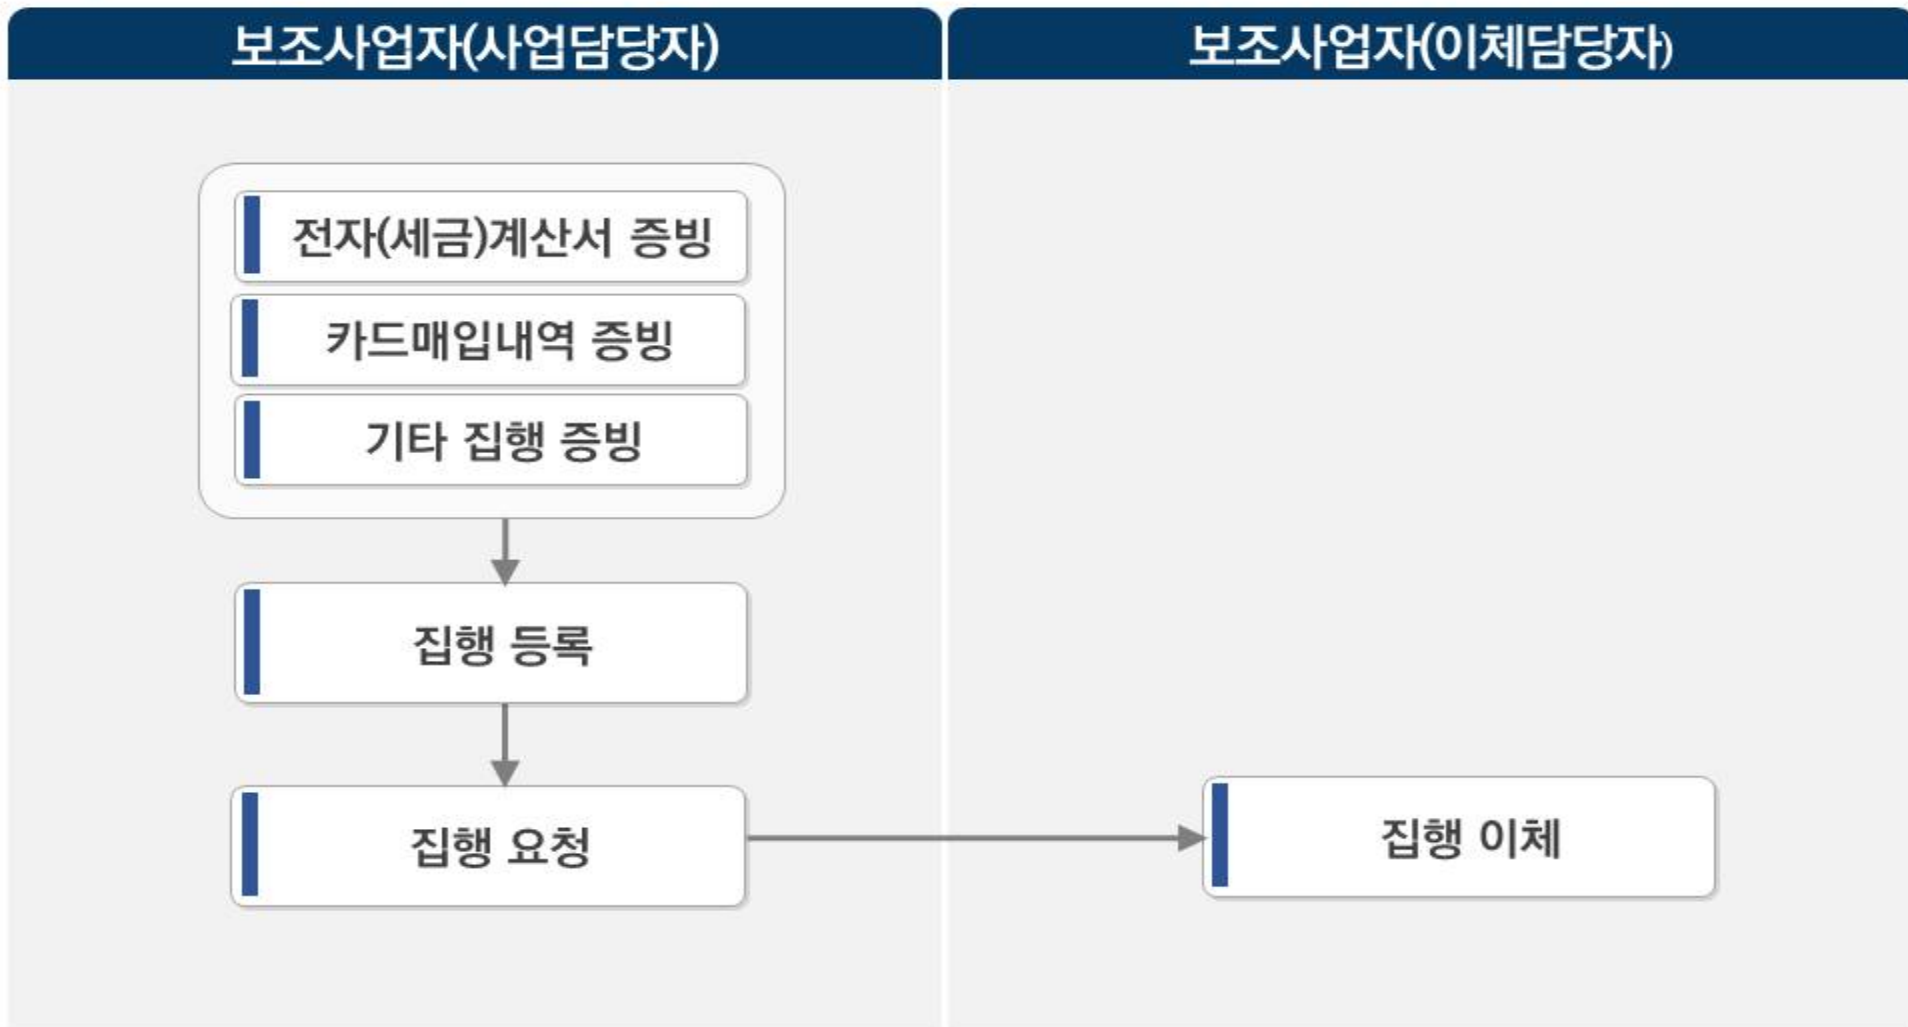 보조사업자(사업담당자)
보조사업자(이체담당자)
전자(세금)계산서 증빙
카드매입내역 증빙
기타 집행 증빙
집행 등록
집행 요청
집행 이체